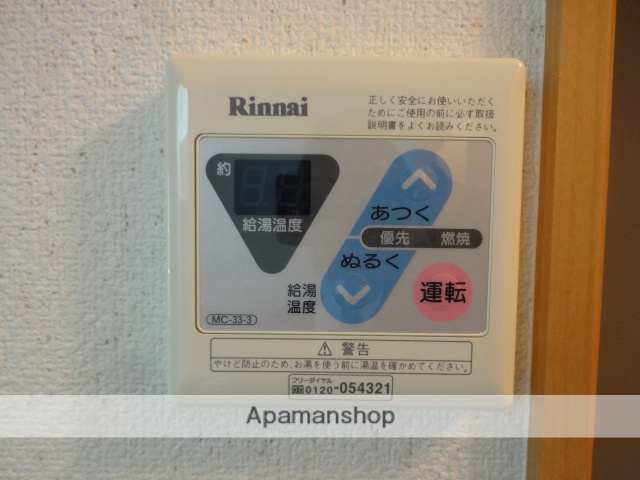 Rinnai
正しく安全にお使いいただく
ためにご使用の前に必ず取扱
説明書をよくお読みください。
約
給湯温度
あつく
優先 燃焼
ぬるく
給湯
温度
運転
MC-33-3
警告
やけど防止のため、お湯を使う前に湯温を確かめてください。
フリーダイヤル
0120-054321
Apamanshop